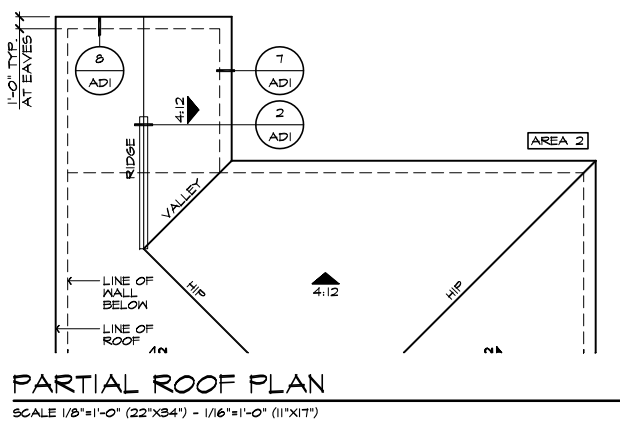 1'-0" TYP.
AT EAVES
8
AD1
7
AD1
2
AD1
4:12
RIDGE
VALLEY
AREA 2
HIP
HIP
4:12
LINE OF
WALL
BELOW
LINE OF
ROOF
PARTIAL ROOF PLAN
SCALE 1/8"=1'-0" (22"X34") - 1/16"=1'-0" (11"X17")